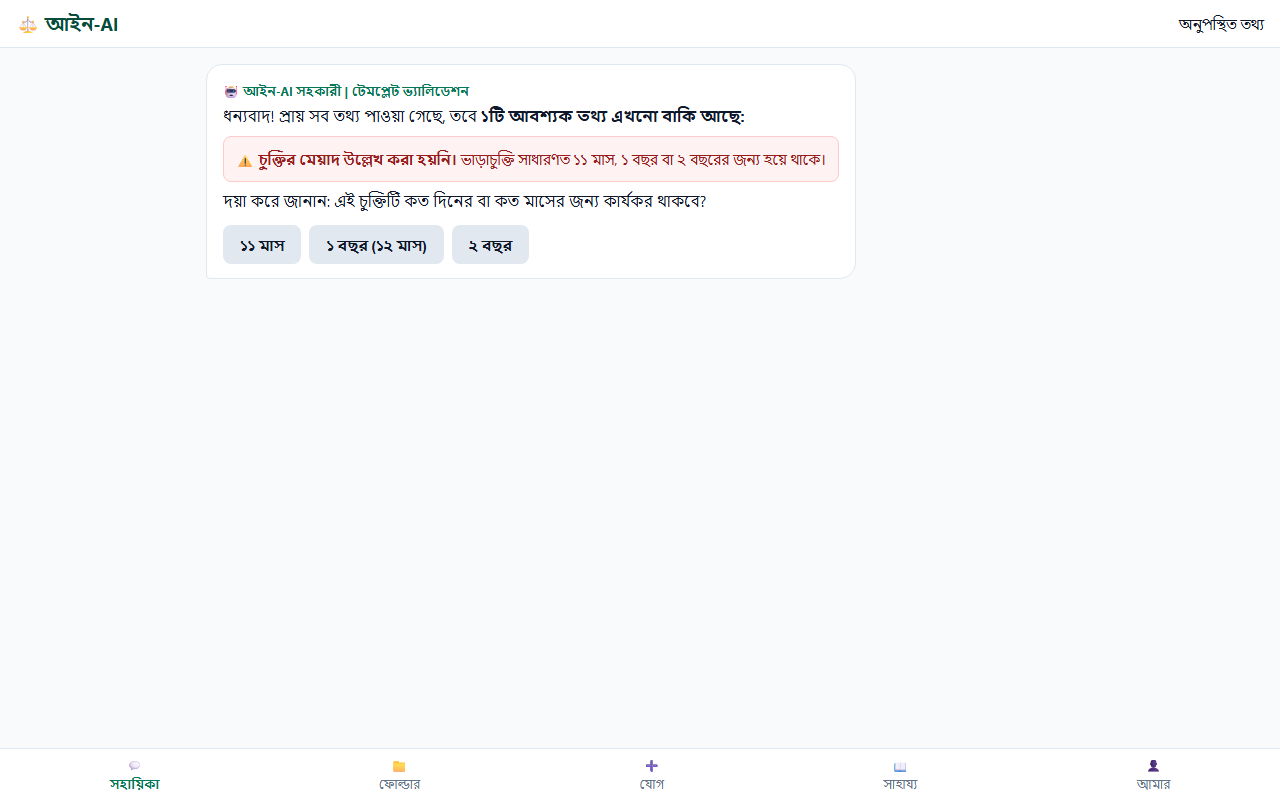 আইন-AI
অনুপস্থিত তথ্য
আইন-AI সহকারী | টেমপ্লেট ভ্যালিডেশন
ধন্যবাদ! প্রায় সব তথ্য পাওয়া গেছে, তবে ১টি আবশ্যক তথ্য এখনো বাকি আছে:
চুক্তির মেয়াদ উল্লেখ করা হয়নি। ভাড়াচুক্তি সাধারণত ১১ মাস, ১ বছর বা ২ বছরের জন্য হয়ে থাকে।
দয়া করে জানান: এই চুক্তিটি কত দিনের বা কত মাসের জন্য কার্যকর থাকবে?
১১ মাস
১ বছর (১২ মাস)
২ বছর
সহায়িকা
ফোল্ডার
যোগ
সাহায্য
আমার